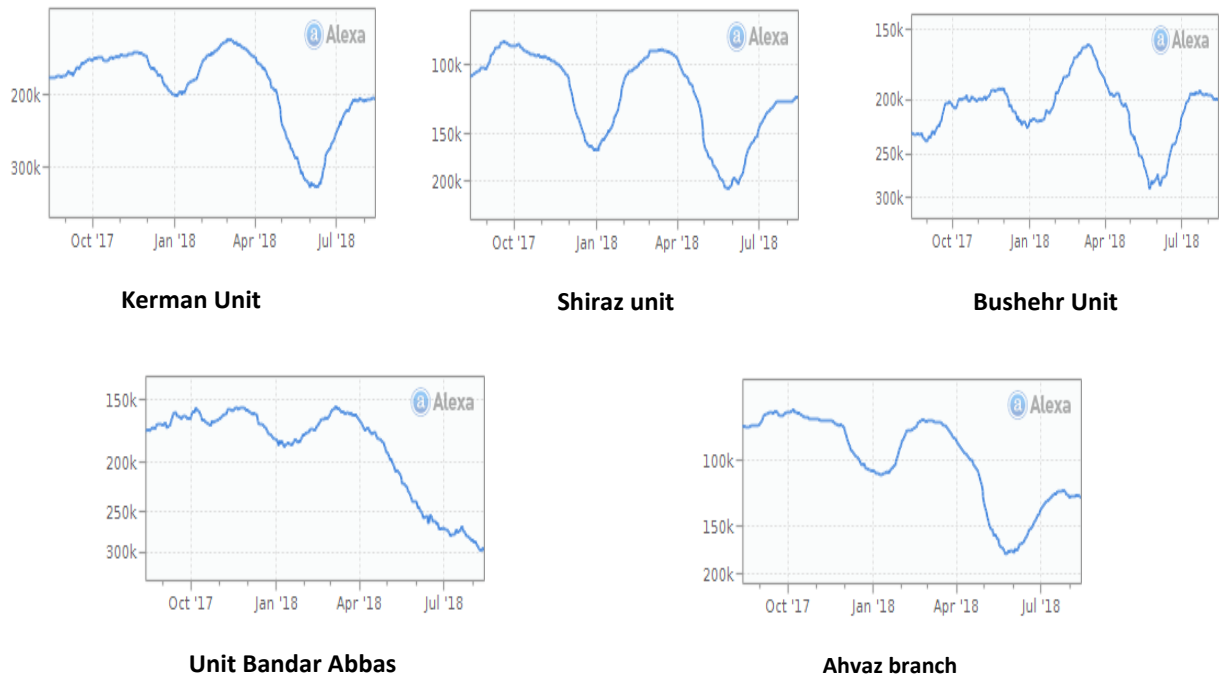 a Alexa
200k
300k
Oct '17 Jan '18 Apr '18 Jul '18
Kerman Unit
a Alexa
100k
150k
200k
Oct '17 Jan '18 Apr '18 Jul '18
Shiraz unit
a Alexa
150k
200k
250k
300k
Oct '17 Jan '18 Apr '18 Jul '18
Bushehr Unit
a Alexa
150k
200k
250k
300k
Oct '17 Jan '18 Apr '18 Jul '18
Unit Bandar Abbas
a Alexa
100k
150k
200k
Oct '17 Jan '18 Apr '18 Jul '18
Ahvaz branch